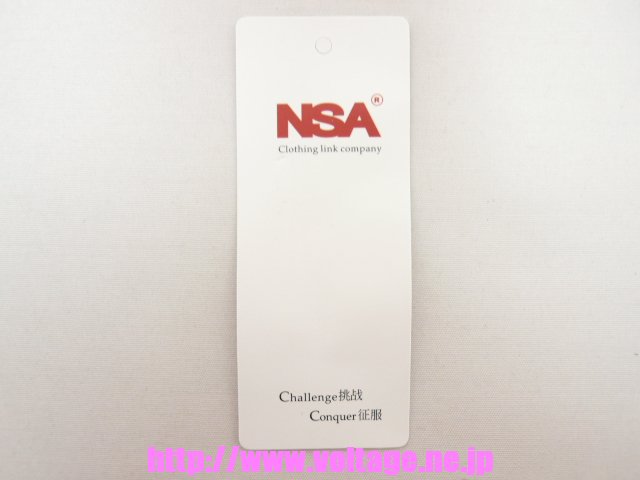 NSA®
Clothing link company
Challenge挑战
Conquer征服
http://www.voltage.ne.jp